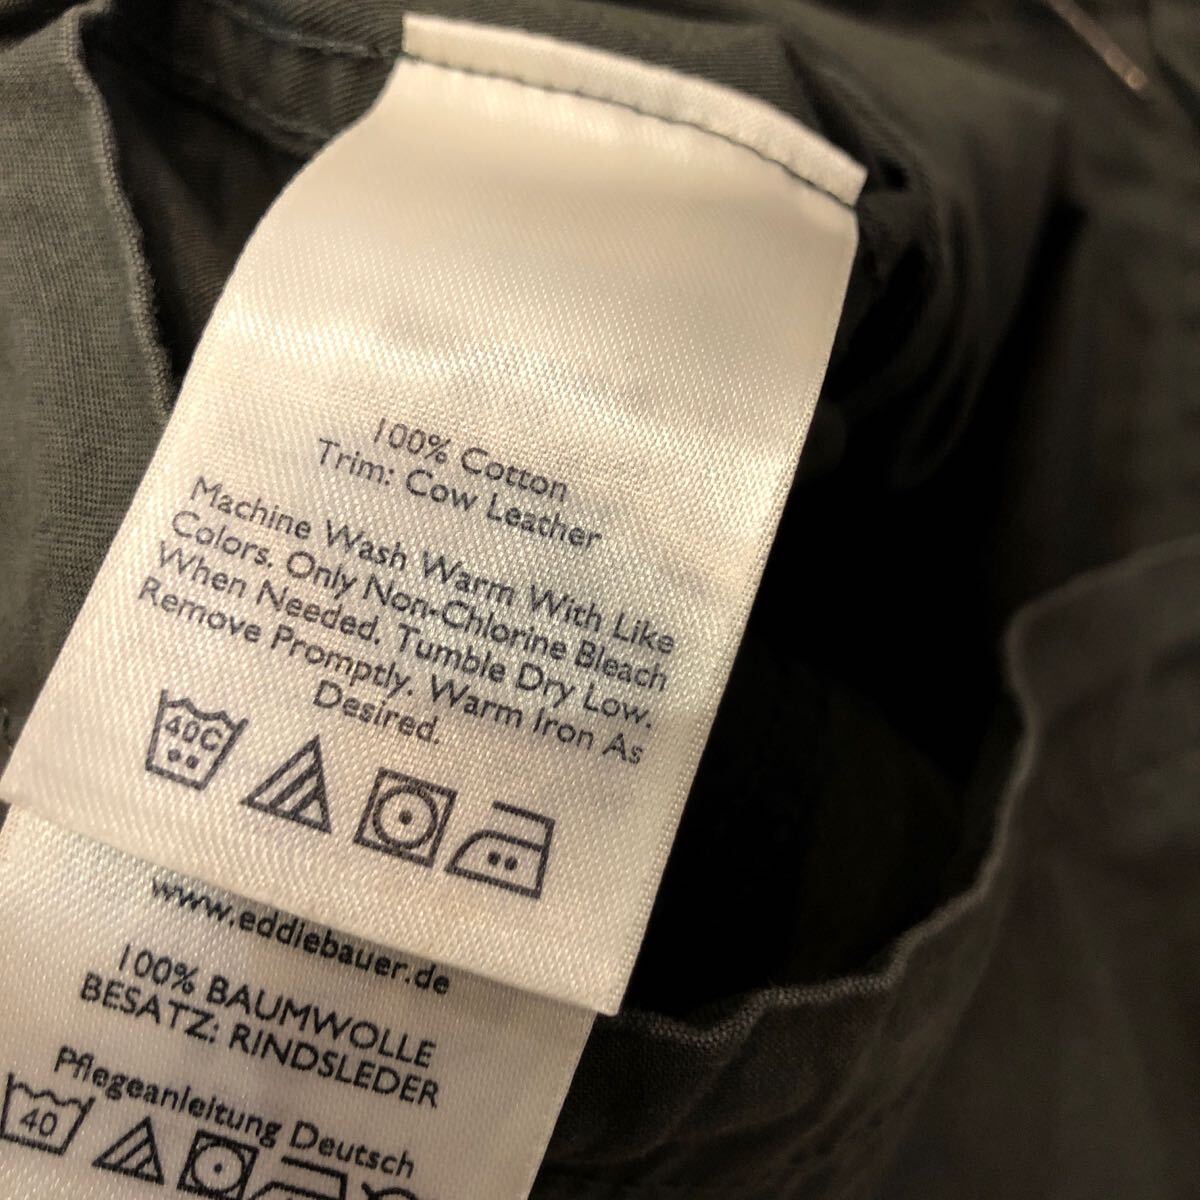 100% Cotton
Trim: Cow Leather
Machine Wash Warm With Like
Colors. Only Non-Chlorine Bleach
When Needed. Tumble Dry Low.
Remove Promptly. Warm Iron As
Desired.
40C
www.eddiebauer.de
100% BAUMWOLLE
BESATZ: RINDSLEDER
Pflegeanleitung Deutsch
40